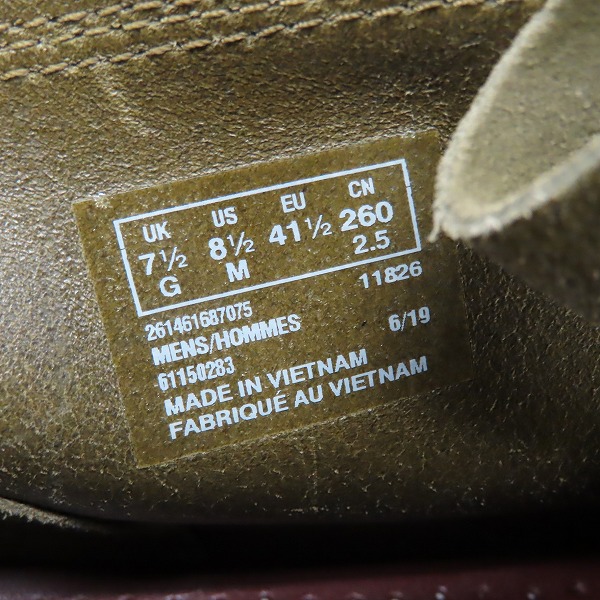 UK US EU CN
7½ 8½ 41½ 260
G M 2.5
11826
261461687075
MENS/HOMMES 6/19
61150283
MADE IN VIETNAM
FABRIQUÉ AU VIETNAM